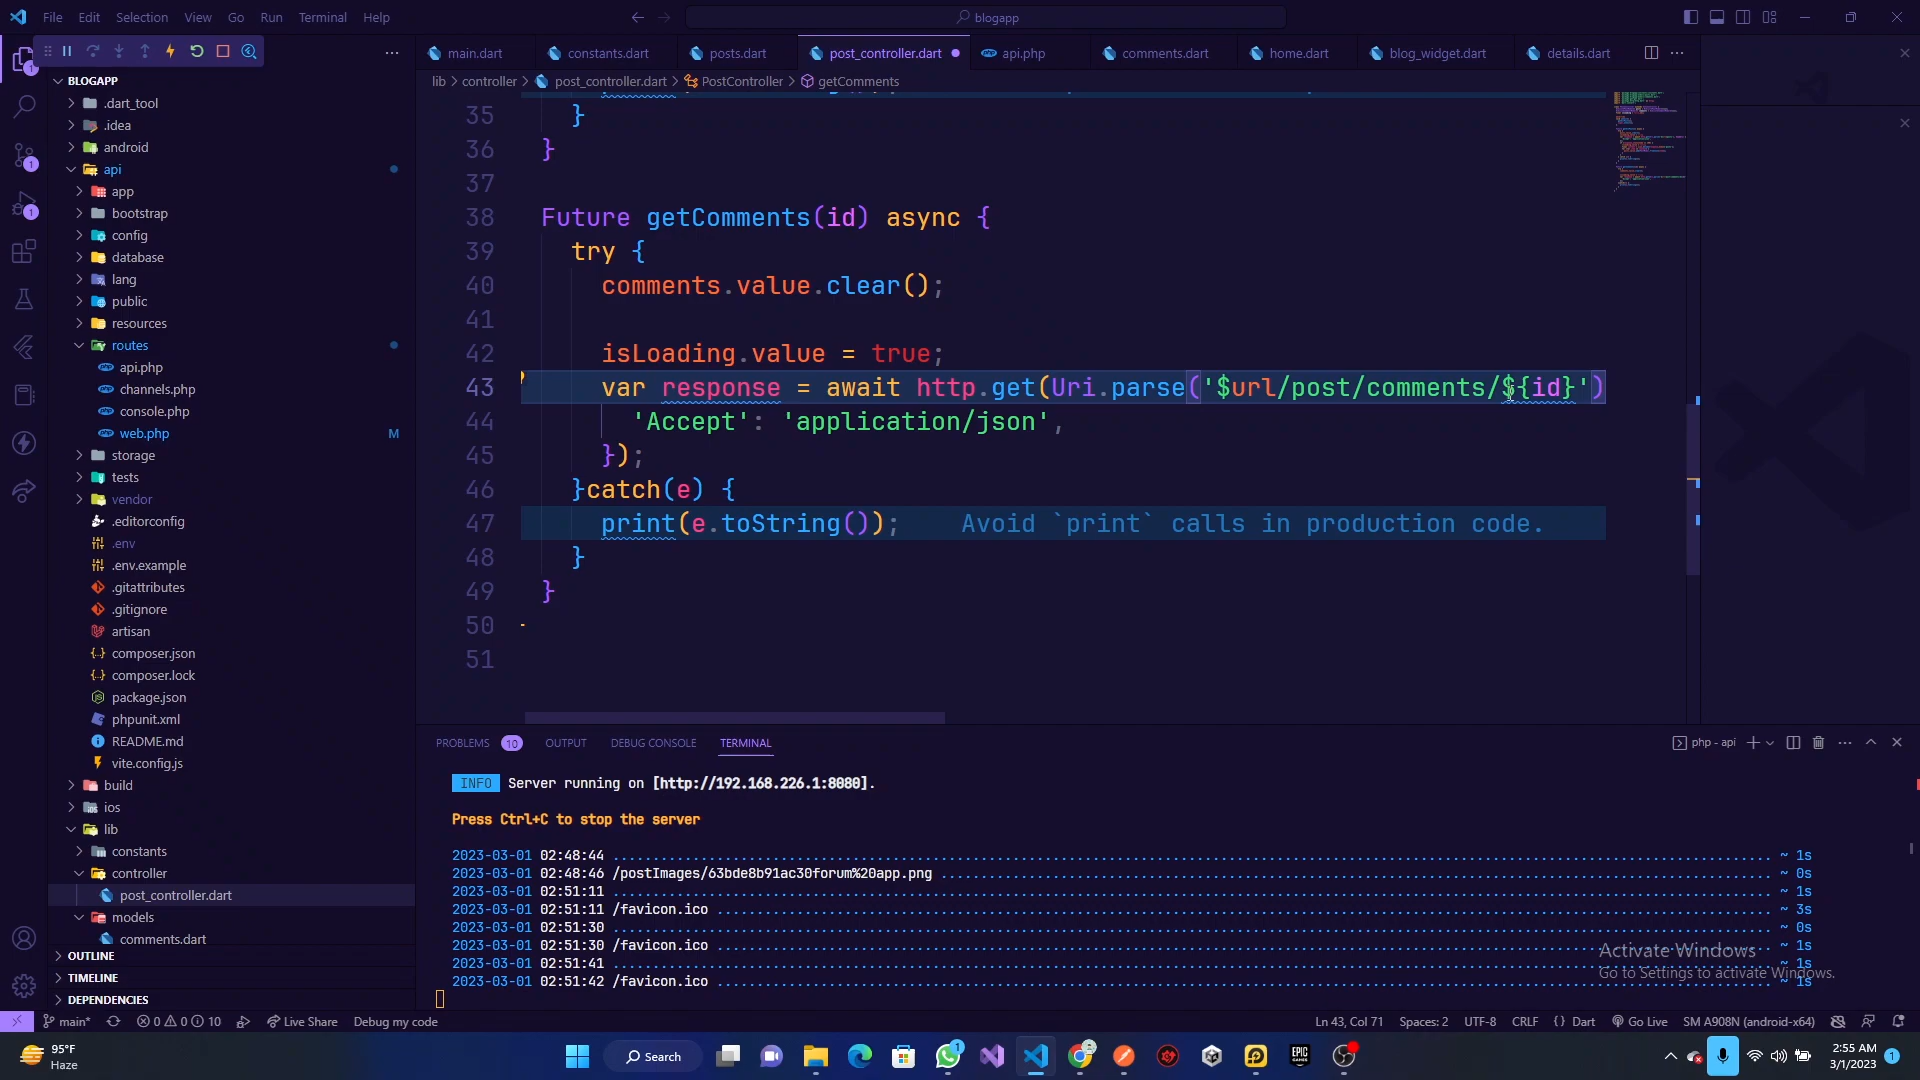 File Edit Selection View Go Run Terminal Help
blogapp
main.dart constants.dart posts.dart post_controller.dart api.php comments.dart home.dart blog_widget.dart details.dart
lib > controller > post_controller.dart > PostController > getComments
BLOGAPP
.dart_tool
.idea
android
api
app
bootstrap
config
database
lang
public
resources
routes
api.php
channels.php
console.php
web.php M
storage
tests
vendor
.editorconfig
.env
.env.example
.gitattributes
.gitignore
artisan
composer.json
composer.lock
package.json
phpunit.xml
README.md
vite.config.js
build
ios
lib
constants
controller
post_controller.dart
models
comments.dart
OUTLINE
TIMELINE
DEPENDENCIES
35 }
36 }
37
38 Future getComments(id) async {
39 try {
40 comments.value.clear();
41
42 isLoading.value = true;
43 var response = await http.get(Uri.parse('$url/post/comments/${id}')
44 'Accept': 'application/json',
45 });
46 }catch(e) {
47 print(e.toString()); Avoid `print` calls in production code.
48 }
49 }
50
51
PROBLEMS 10 OUTPUT DEBUG CONSOLE TERMINAL
php - api
INFO Server running on [http://192.168.226.1:8080].
Press Ctrl+C to stop the server
2023-03-01 02:48:44 ~ 1s
2023-03-01 02:48:46 /postImages/63bde8b91ac30forum%20app.png ~ 0s
2023-03-01 02:51:11 ~ 1s
2023-03-01 02:51:11 /favicon.ico ~ 3s
2023-03-01 02:51:30 ~ 0s
2023-03-01 02:51:30 /favicon.ico ~ 1s
2023-03-01 02:51:41 ~ 1s
2023-03-01 02:51:42 /favicon.ico ~ 1s
Activate Windows
Go to Settings to activate Windows.
main* 0 0 10 Live Share Debug my code
Ln 43, Col 71 Spaces: 2 UTF-8 CRLF { } Dart Go Live SM A908N (android-x64)
95°F
Haze
Search
EPIC GAMES
2:55 AM
3/1/2023